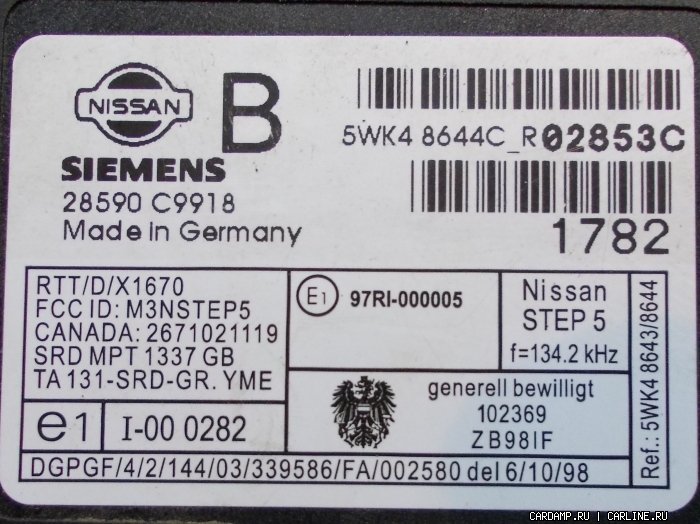 NISSAN
B
SIEMENS
28590 C9918
Made in Germany
5WK4 8644C_R02853C
1782
RTT/D/X1670
FCC ID: M3NSTEP5
CANADA: 2671021119
SRD MPT 1337 GB
TA 131-SRD-GR. YME
E1 97RI-000005
Nissan
STEP 5
f=134.2 kHz
e1 I-00 0282
generell bewilligt
102369
ZB98IF
Ref.: 5WK4 8643/8644
DGPGF/4/2/144/03/339586/FA/002580 del 6/10/98
CARDAMP.RU | CARLINE.RU